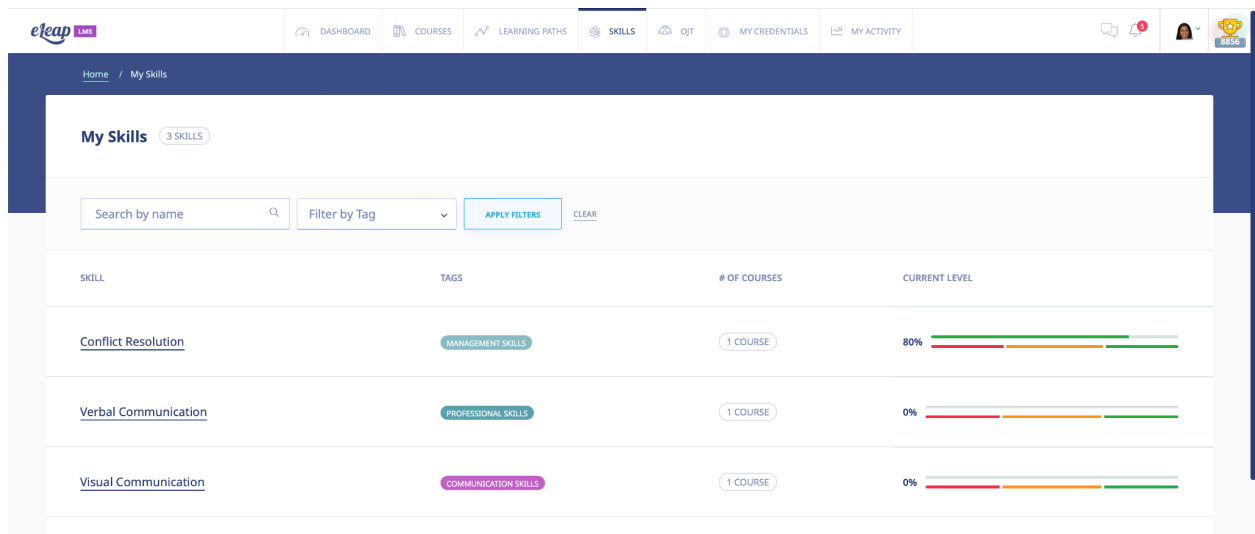 eleap LMS DASHBOARD COURSES LEARNING PATHS SKILLS OJT MY CREDENTIALS MY ACTIVITY 5 8856
Home / My Skills
My Skills 3 SKILLS
Search by name Filter by Tag APPLY FILTERS CLEAR
SKILL TAGS # OF COURSES CURRENT LEVEL
Conflict Resolution MANAGEMENT SKILLS 1 COURSE 80%
Verbal Communication PROFESSIONAL SKILLS 1 COURSE 0%
Visual Communication COMMUNICATION SKILLS 1 COURSE 0%